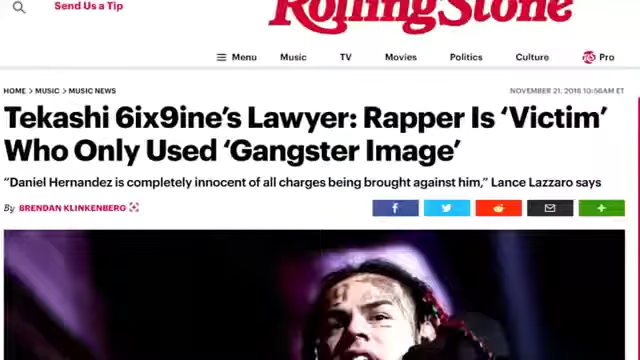 Send Us a Tip
RollingStone
Menu Music TV Movies Politics Culture RS Pro
HOME > MUSIC > MUSIC NEWS NOVEMBER 21, 2018 10:56AM ET
Tekashi 6ix9ine's Lawyer: Rapper Is ‘Victim’
Who Only Used ‘Gangster Image’
“Daniel Hernandez is completely innocent of all charges being brought against him,” Lance Lazzaro says
By BRENDAN KLINKENBERG